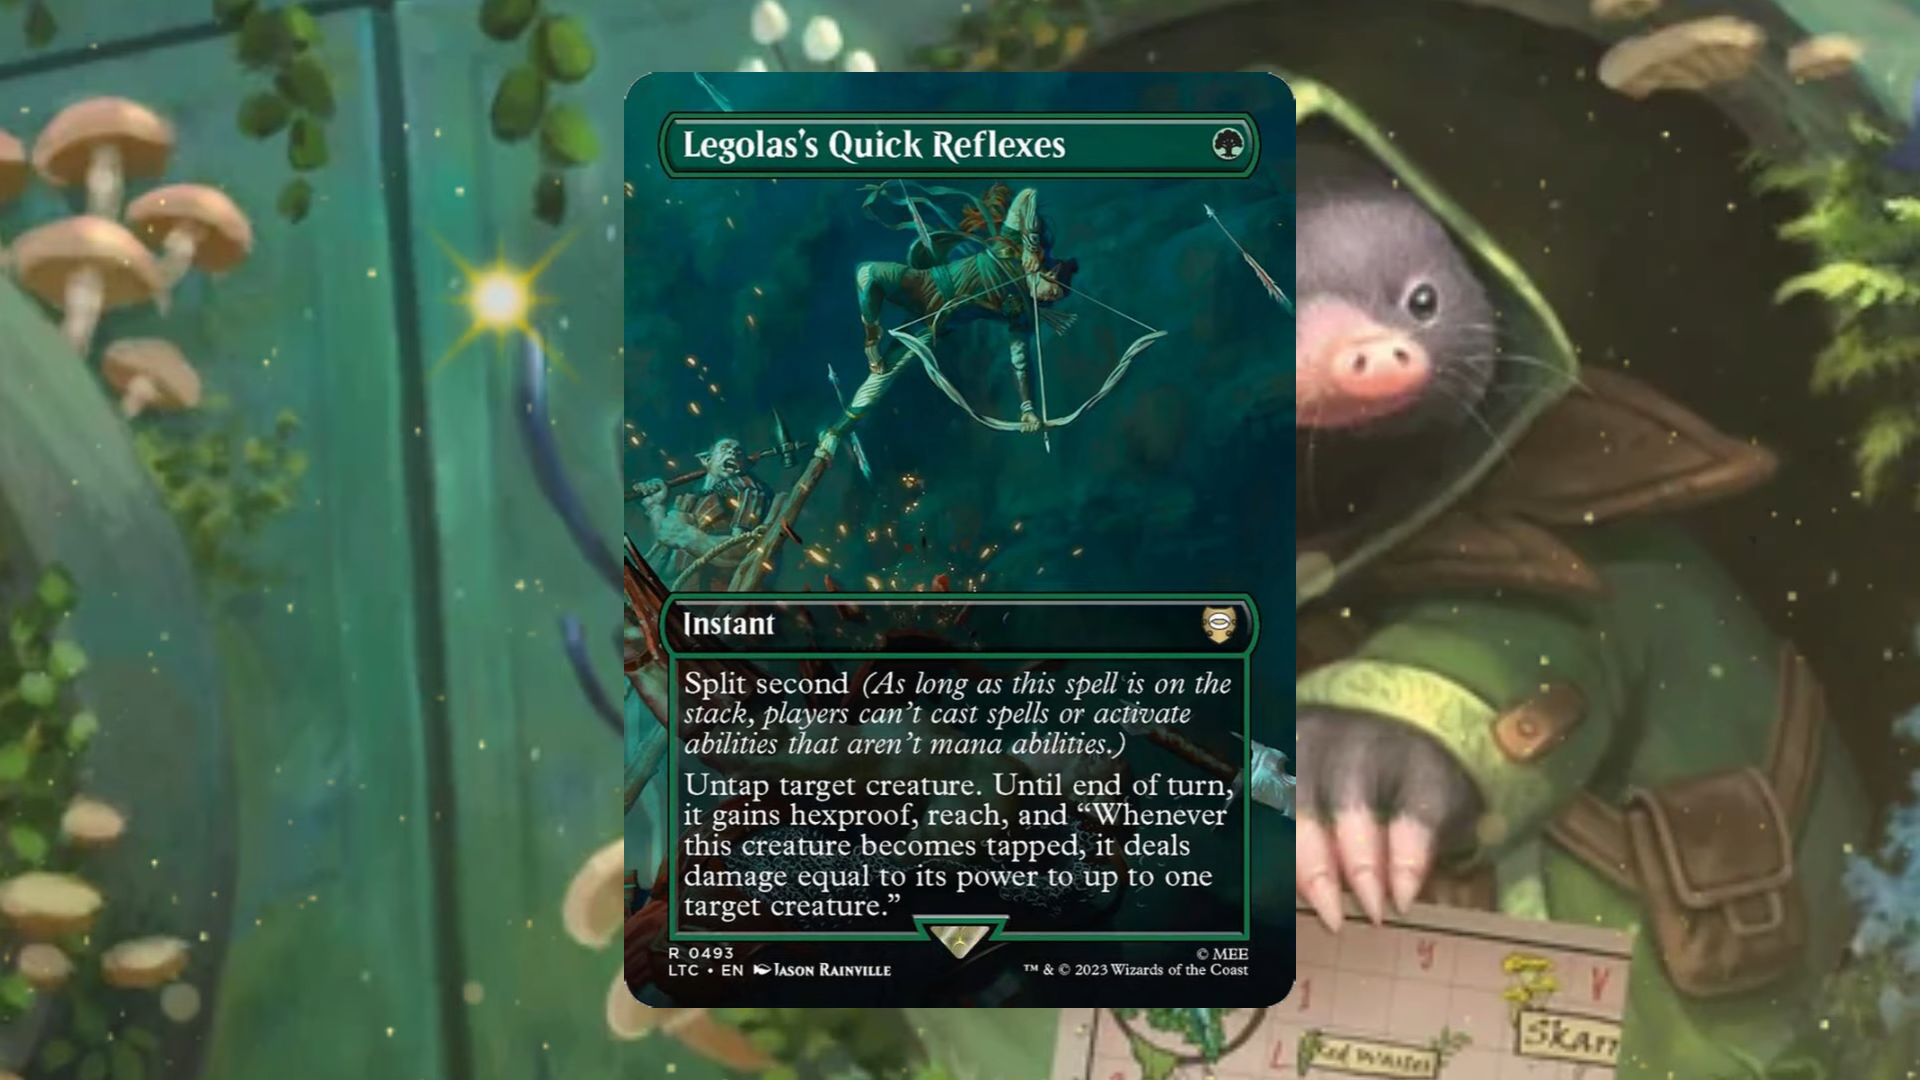 Legolas's Quick Reflexes
Instant
Split second (As long as this spell is on the
stack, players can't cast spells or activate
abilities that aren't mana abilities.)
Untap target creature. Until end of turn,
it gains hexproof, reach, and “Whenever
this creature becomes tapped, it deals
damage equal to its power to up to one
target creature.”
R 0493
LTC • EN Jason Rainville
© MEE
™ & © 2023 Wizards of the Coast
Skarr